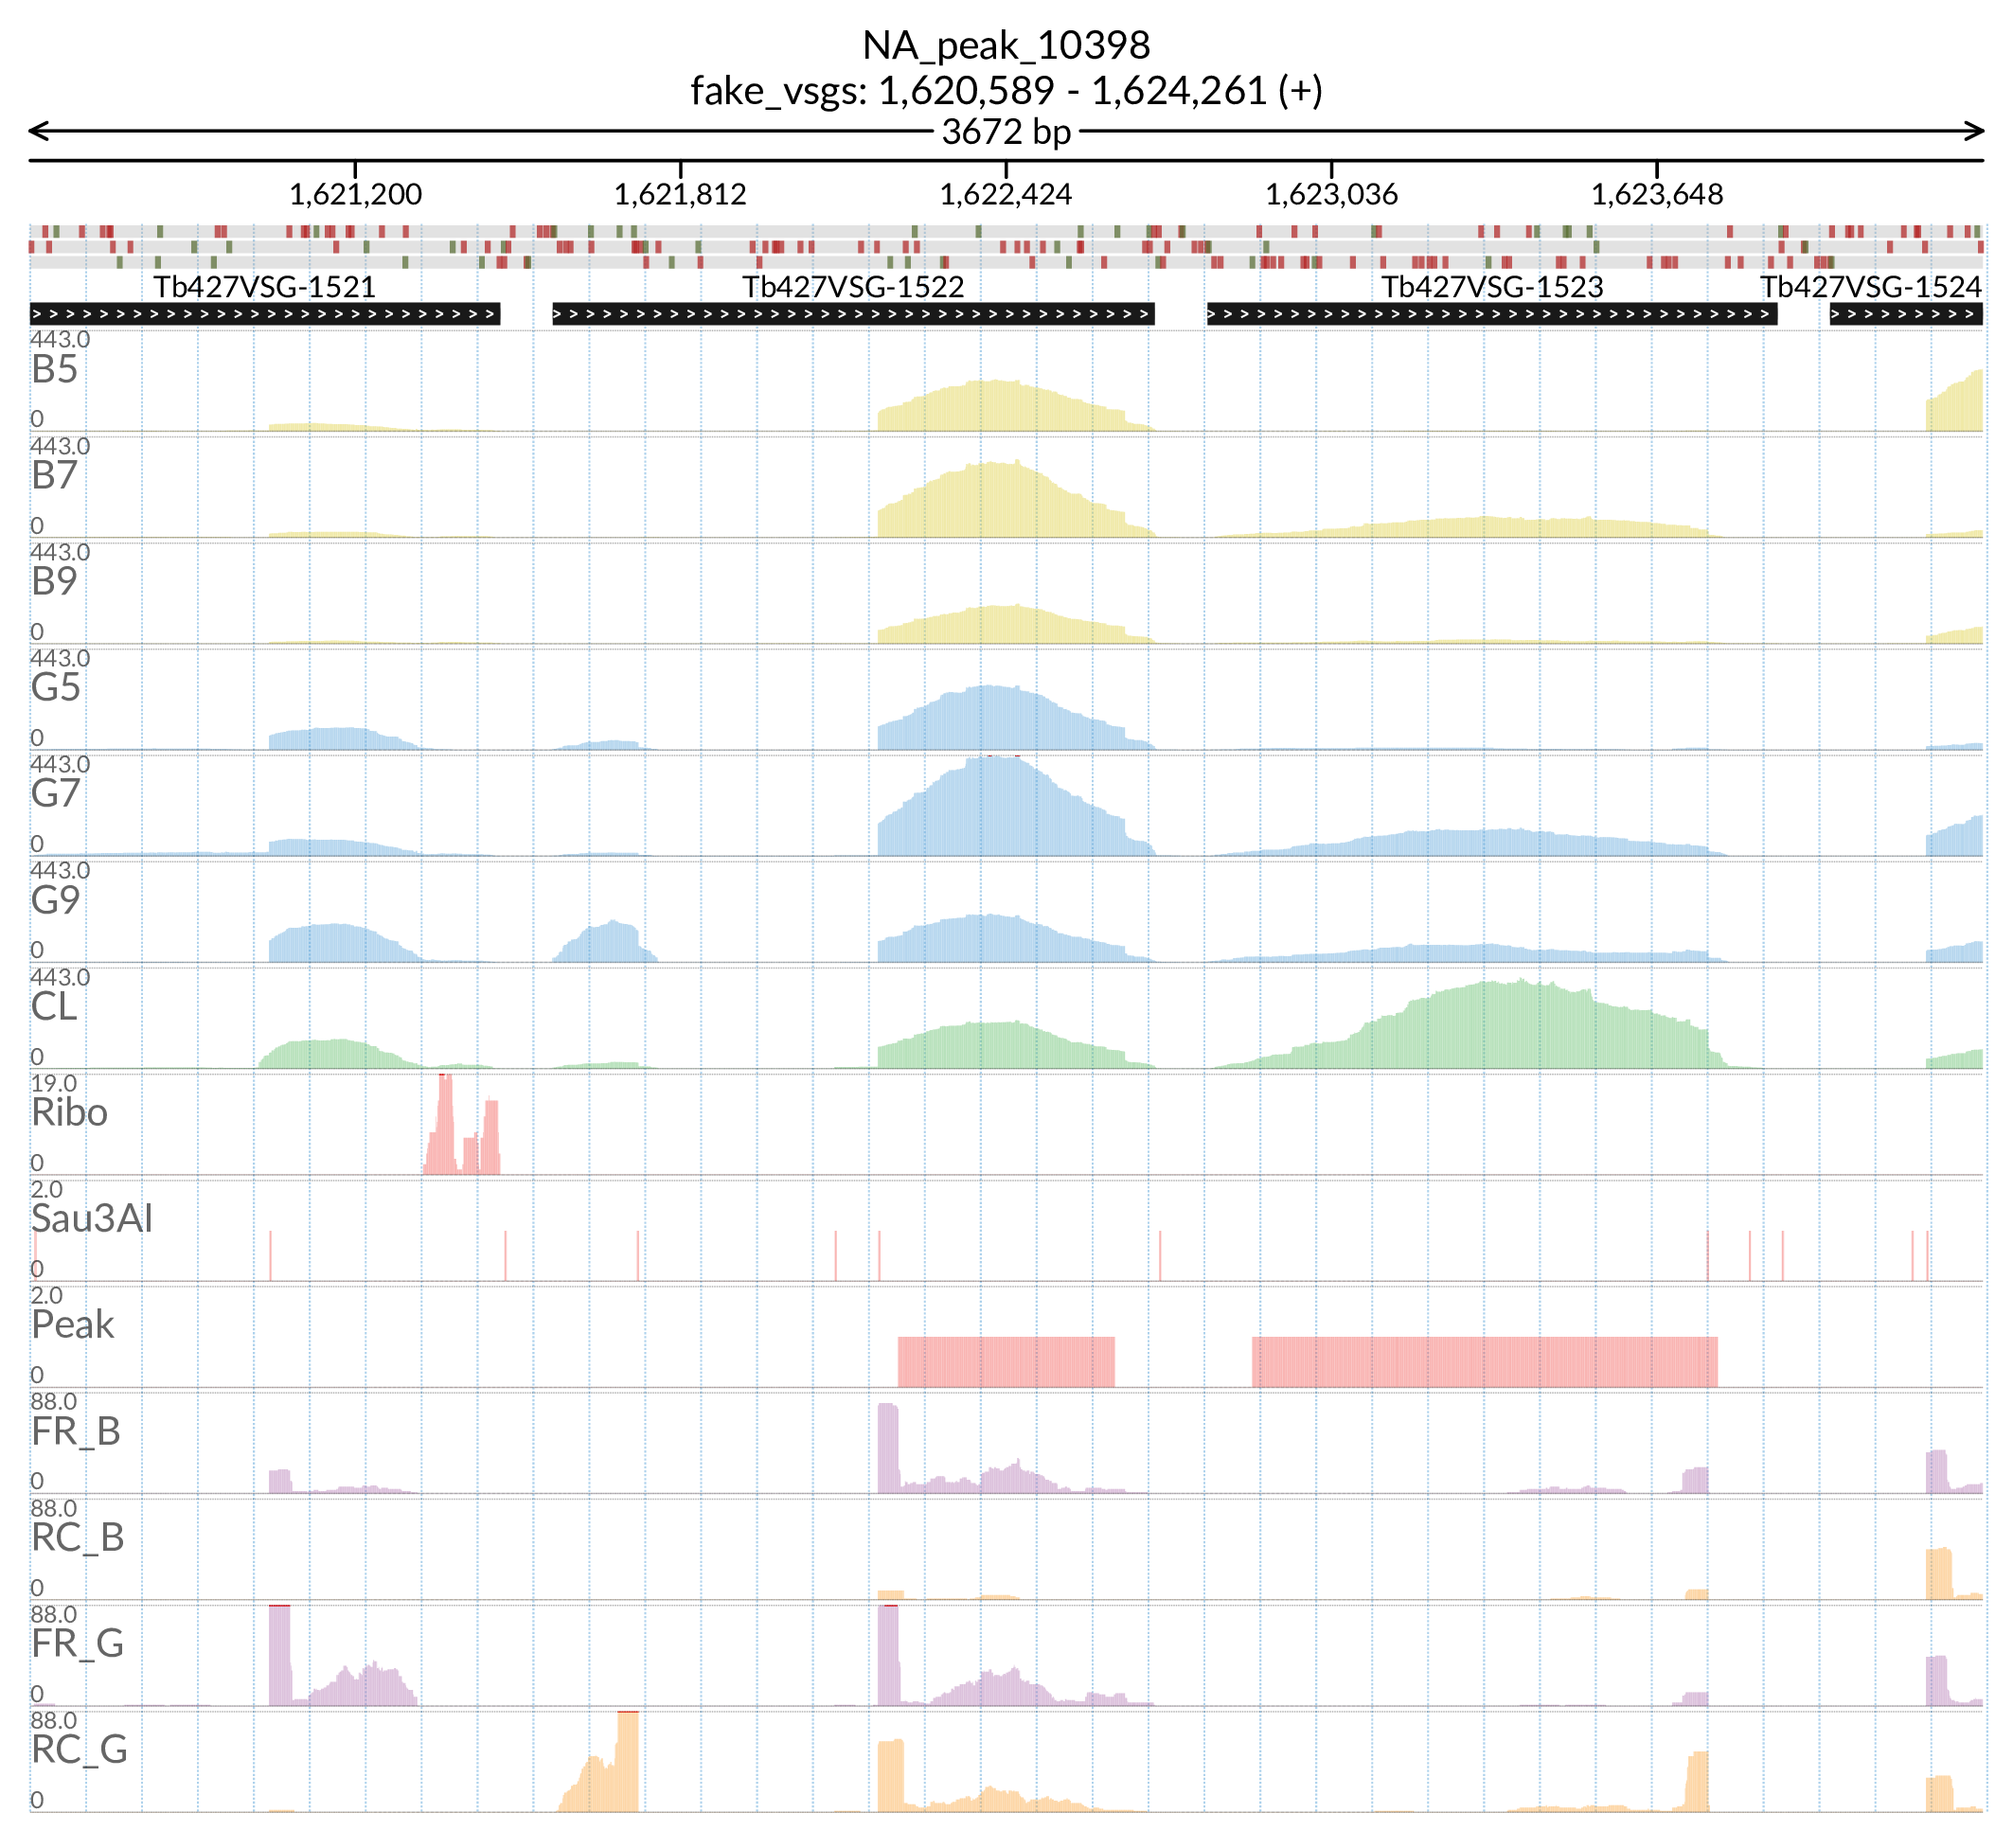 NA_peak_10398
fake_vsgs: 1,620,589 - 1,624,261 (+)
3672 bp
1,621,200 1,621,812 1,622,424 1,623,036 1,623,648
Tb427VSG-1521 Tb427VSG-1522 Tb427VSG-1523 Tb427VSG-1524
443.0
B5
0
443.0
B7
0
443.0
B9
0
443.0
G5
0
443.0
G7
0
443.0
G9
0
443.0
CL
0
19.0
Ribo
0
2.0
Sau3AI
0
2.0
Peak
0
88.0
FR_B
0
88.0
RC_B
0
88.0
FR_G
0
88.0
RC_G
0